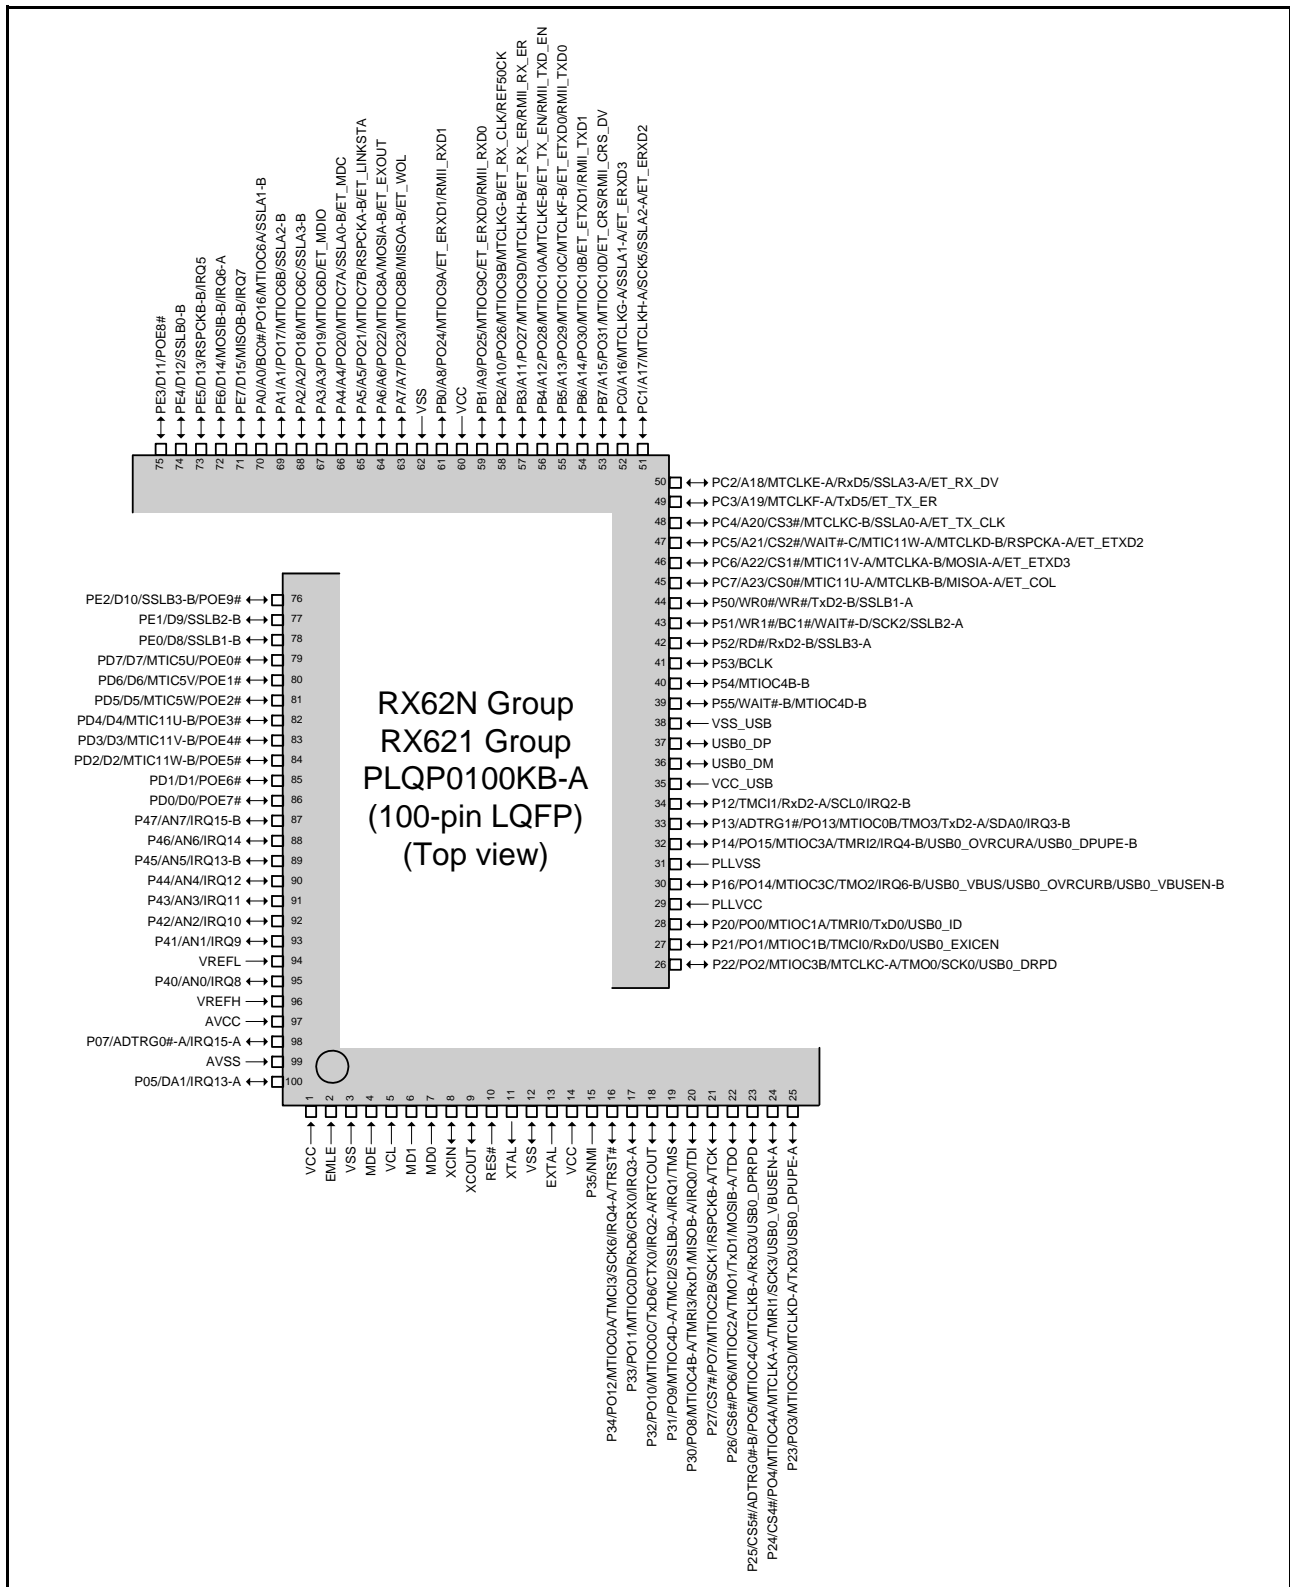 PE3/D11/POE8#
PE4/D12/SSLB0-B
PE5/D13/RSPCKB-B/IRQ5
PE6/D14/MOSIB-B/IRQ6-A
PE7/D15/MISOB-B/IRQ7
PA0/A0/BC0#/PO16/MTIOC6A/SSLA1-B
PA1/A1/PO17/MTIOC6B/SSLA2-B
PA2/A2/PO18/MTIOC6C/SSLA3-B
PA3/A3/PO19/MTIOC6D/ET_MDIO
PA4/A4/PO20/MTIOC7A/SSLA0-B/ET_MDC
PA5/A5/PO21/MTIOC7B/RSPCKA-B/ET_LINKSTA
PA6/A6/PO22/MTIOC8A/MOSIA-B/ET_EXOUT
PA7/A7/PO23/MTIOC8B/MISOA-B/ET_WOL
VSS
PB0/A8/PO24/MTIOC9A/ET_ERXD1/RMII_RXD1
VCC
PB1/A9/PO25/MTIOC9C/ET_ERXD0/RMII_RXD0
PB2/A10/PO26/MTIOC9B/MTCLKG-B/ET_RX_CLK/REF50CK
PB3/A11/PO27/MTIOC9D/MTCLKH-B/ET_RX_ER/RMII_RX_ER
PB4/A12/PO28/MTIOC10A/MTCLKE-B/ET_TX_EN/RMII_TXD_EN
PB5/A13/PO29/MTIOC10C/MTCLKF-B/ET_ETXD0/RMII_TXD0
PB6/A14/PO30/MTIOC10B/ET_ETXD1/RMII_TXD1
PB7/A15/PO31/MTIOC10D/ET_CRS/RMII_CRS_DV
PC0/A16/MTCLKG-A/SSLA1-A/ET_ERXD3
PC1/A17/MTCLKH-A/SCK5/SSLA2-A/ET_ERXD2
75 74 73 72 71 70 69 68 67 66 65 64 63 62 61 60 59 58 57 56 55 54 53 52 51
50 PC2/A18/MTCLKE-A/RxD5/SSLA3-A/ET_RX_DV
49 PC3/A19/MTCLKF-A/TxD5/ET_TX_ER
48 PC4/A20/CS3#/MTCLKC-B/SSLA0-A/ET_TX_CLK
47 PC5/A21/CS2#/WAIT#-C/MTIC11W-A/MTCLKD-B/RSPCKA-A/ET_ETXD2
46 PC6/A22/CS1#/MTIC11V-A/MTCLKA-B/MOSIA-A/ET_ETXD3
45 PC7/A23/CS0#/MTIC11U-A/MTCLKB-B/MISOA-A/ET_COL
44 P50/WR0#/WR#/TxD2-B/SSLB1-A
43 P51/WR1#/BC1#/WAIT#-D/SCK2/SSLB2-A
42 P52/RD#/RxD2-B/SSLB3-A
41 P53/BCLK
40 P54/MTIOC4B-B
39 P55/WAIT#-B/MTIOC4D-B
38 VSS_USB
37 USB0_DP
36 USB0_DM
35 VCC_USB
34 P12/TMCI1/RxD2-A/SCL0/IRQ2-B
33 P13/ADTRG1#/PO13/MTIOC0B/TMO3/TxD2-A/SDA0/IRQ3-B
32 P14/PO15/MTIOC3A/TMRI2/IRQ4-B/USB0_OVRCURA/USB0_DPUPE-B
31 PLLVSS
30 P16/PO14/MTIOC3C/TMO2/IRQ6-B/USB0_VBUS/USB0_OVRCURB/USB0_VBUSEN-B
29 PLLVCC
28 P20/PO0/MTIOC1A/TMRI0/TxD0/USB0_ID
27 P21/PO1/MTIOC1B/TMCI0/RxD0/USB0_EXICEN
26 P22/PO2/MTIOC3B/MTCLKC-A/TMO0/SCK0/USB0_DRPD
PE2/D10/SSLB3-B/POE9# 76
PE1/D9/SSLB2-B 77
PE0/D8/SSLB1-B 78
PD7/D7/MTIC5U/POE0# 79
PD6/D6/MTIC5V/POE1# 80
PD5/D5/MTIC5W/POE2# 81
PD4/D4/MTIC11U-B/POE3# 82
PD3/D3/MTIC11V-B/POE4# 83
PD2/D2/MTIC11W-B/POE5# 84
PD1/D1/POE6# 85
PD0/D0/POE7# 86
P47/AN7/IRQ15-B 87
P46/AN6/IRQ14 88
P45/AN5/IRQ13-B 89
P44/AN4/IRQ12 90
P43/AN3/IRQ11 91
P42/AN2/IRQ10 92
P41/AN1/IRQ9 93
VREFL 94
P40/AN0/IRQ8 95
VREFH 96
AVCC 97
P07/ADTRG0#-A/IRQ15-A 98
AVSS 99
P05/DA1/IRQ13-A 100
RX62N Group
RX621 Group
PLQP0100KB-A
(100-pin LQFP)
(Top view)
1 2 3 4 5 6 7 8 9 10 11 12 13 14 15 16 17 18 19 20 21 22 23 24 25
VCC
EMLE
VSS
MDE
VCL
MD1
MD0
XCIN
XCOUT
RES#
XTAL
VSS
EXTAL
VCC
P35/NMI
P34/PO12/MTIOC0A/TMCI3/SCK6/IRQ4-A/TRST#
P33/PO11/MTIOC0D/RxD6/CRX0/IRQ3-A
P32/PO10/MTIOC0C/TxD6/CTX0/IRQ2-A/RTCOUT
P31/PO9/MTIOC4D-A/TMCI2/SSLB0-A/IRQ1/TMS
P30/PO8/MTIOC4B-A/TMRI3/RxD1/MISOB-A/IRQ0/TDI
P27/CS7#/PO7/MTIOC2B/SCK1/RSPCKB-A/TCK
P26/CS6#/PO6/MTIOC2A/TMO1/TxD1/MOSIB-A/TDO
P25/CS5#/ADTRG0#-B/PO5/MTIOC4C/MTCLKB-A/RxD3/USB0_DPRPD
P24/CS4#/PO4/MTIOC4A/MTCLKA-A/TMRI1/SCK3/USB0_VBUSEN-A
P23/PO3/MTIOC3D/MTCLKD-A/TxD3/USB0_DPUPE-A